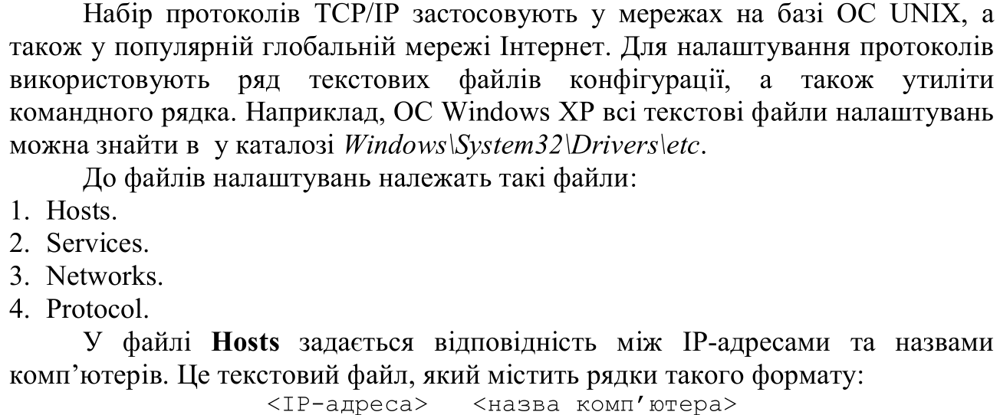 Набір протоколів TCP/IP застосовують у мережах на базі ОС UNIX, а
також у популярній глобальній мережі Інтернет. Для налаштування протоколів
використовують ряд текстових файлів конфігурації, а також утиліти
командного рядка. Наприклад, ОС Windows XP всі текстові файли налаштувань
можна знайти в  у каталозі Windows\System32\Drivers\etc.
До файлів налаштувань належать такі файли:
1. Hosts.
2. Services.
3. Networks.
4. Protocol.
У файлі Hosts задається відповідність між IP-адресами та назвами
комп’ютерів. Це текстовий файл, який містить рядки такого формату:
<IP-адреса>   <назва комп’ютера>